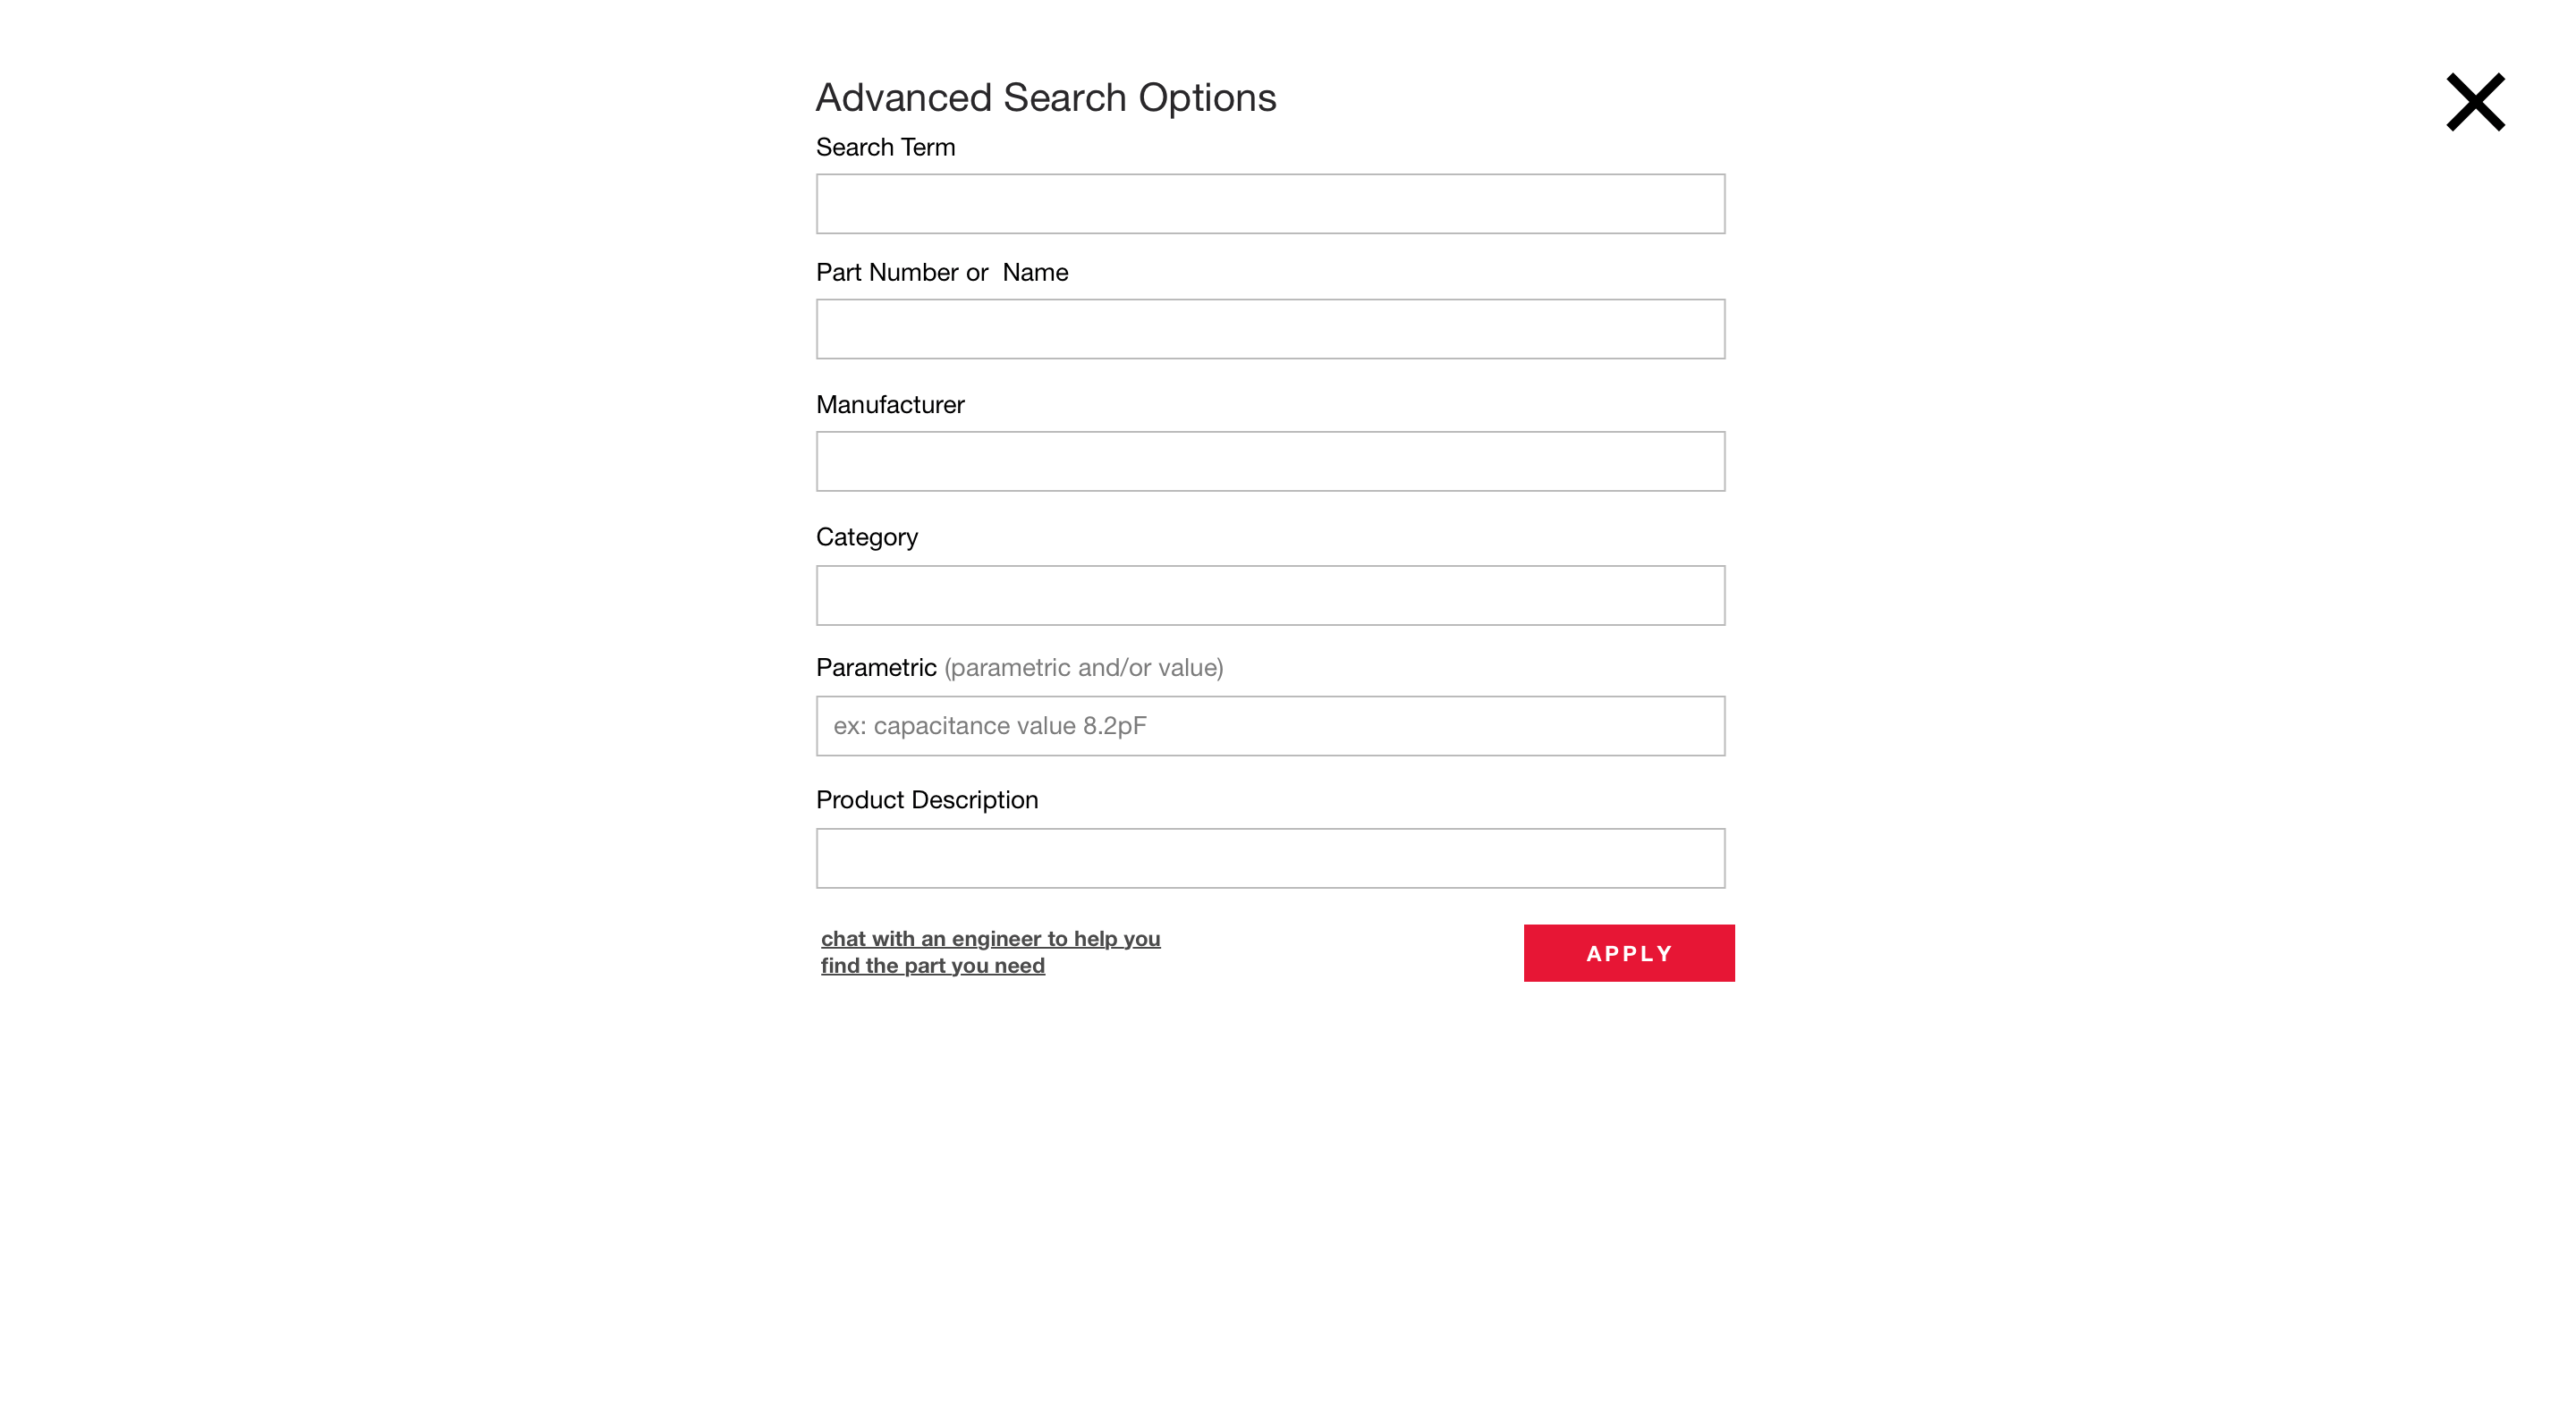 Advanced Search Options
Search Term
Part Number or  Name
Manufacturer
Category
Parametric (parametric and/or value)
ex: capacitance value 8.2pF
Product Description
chat with an engineer to help you
find the part you need
APPLY